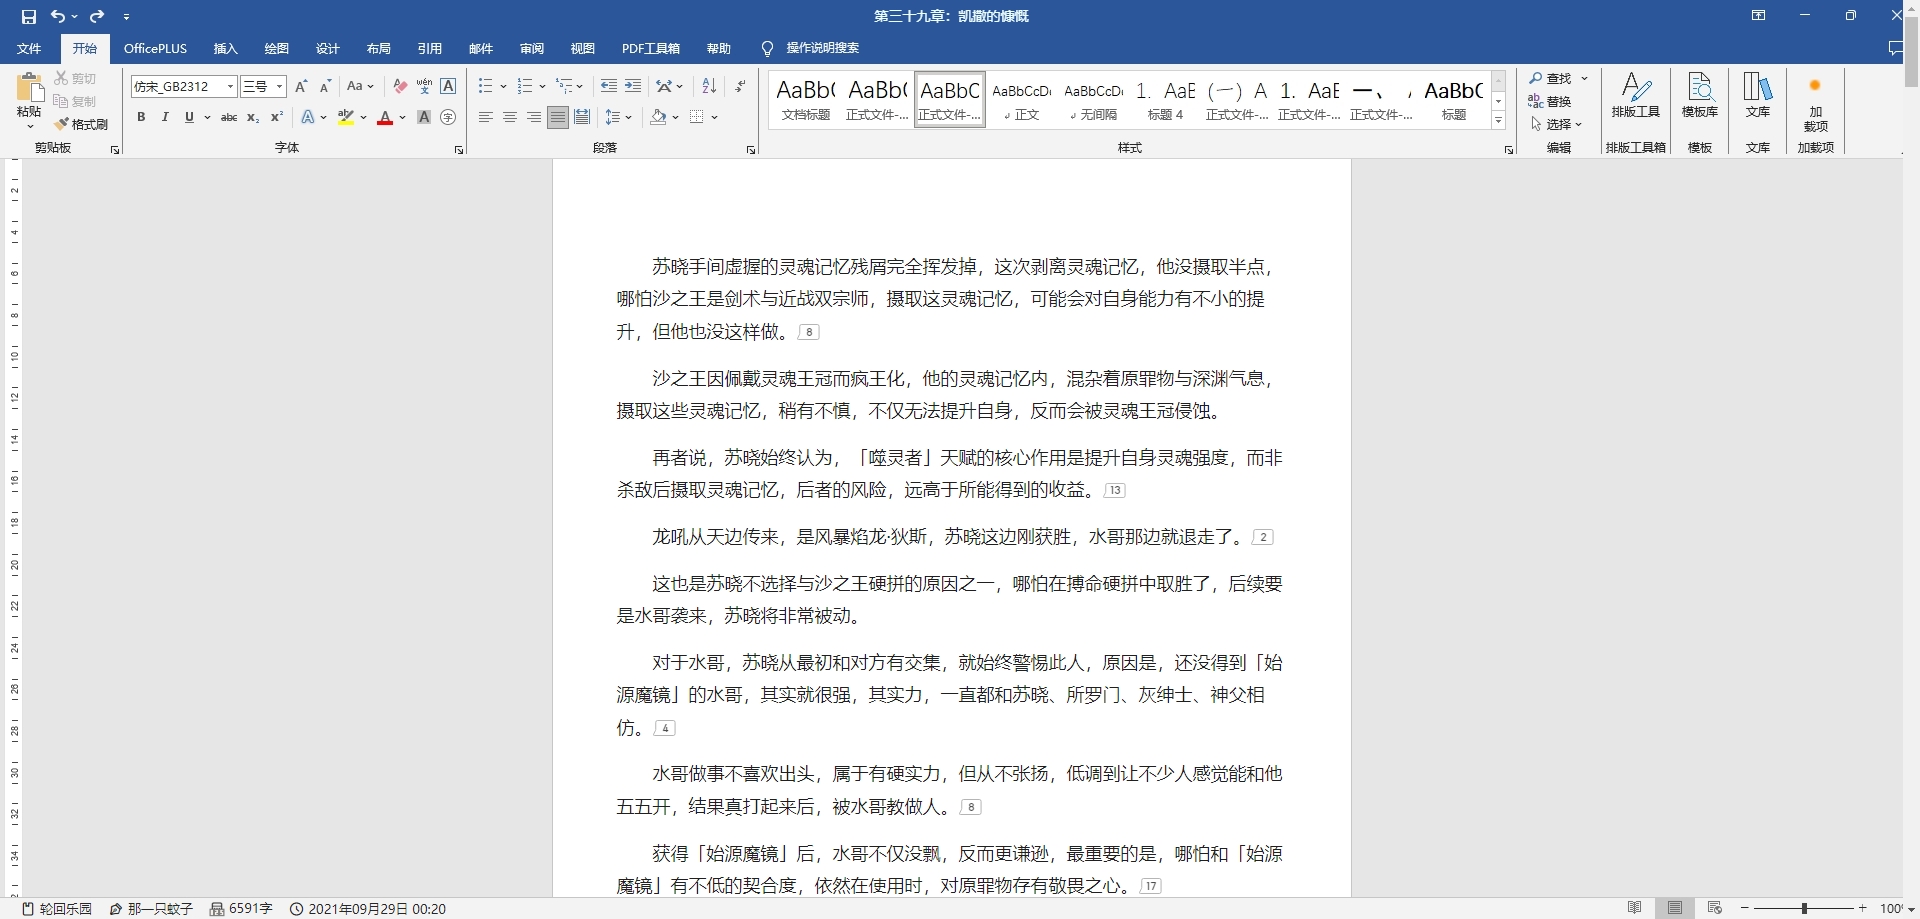 第三十九章：凯撒的慷慨
文件 开始 OfficePLUS 插入 绘图 设计 布局 引用 邮件 审阅 视图 PDF工具箱 帮助 操作说明搜索
粘贴 剪切 复制 格式刷 剪贴板
仿宋_GB2312 三号 字体
段落
AaBb( AaBb( AaBbC AaBbCcDc AaBbCcDc 1. AaB (一) A 1. AaB 一、 AaBbC
文档标题 正式文件-... 正式文件-... 正文 无间隔 标题 4 正式文件-... 正式文件-... 正式文件-... 标题
样式
查找 替换 选择 编辑
排版工具 排版工具箱
模板库 模板
文库 文库
加载项 加载项
苏晓手间虚握的灵魂记忆残屑完全挥发掉，这次剥离灵魂记忆，他没摄取半点，
哪怕沙之王是剑术与近战双宗师，摄取这灵魂记忆，可能会对自身能力有不小的提
升，但他也没这样做。 8
沙之王因佩戴灵魂王冠而疯王化，他的灵魂记忆内，混杂着原罪物与深渊气息，
摄取这些灵魂记忆，稍有不慎，不仅无法提升自身，反而会被灵魂王冠侵蚀。
再者说，苏晓始终认为，「噬灵者」天赋的核心作用是提升自身灵魂强度，而非
杀敌后摄取灵魂记忆，后者的风险，远高于所能得到的收益。 13
龙吼从天边传来，是风暴焰龙·狄斯，苏晓这边刚获胜，水哥那边就退走了。 2
这也是苏晓不选择与沙之王硬拼的原因之一，哪怕在搏命硬拼中取胜了，后续要
是水哥袭来，苏晓将非常被动。
对于水哥，苏晓从最初和对方有交集，就始终警惕此人，原因是，还没得到「始
源魔镜」的水哥，其实就很强，其实力，一直都和苏晓、所罗门、灰绅士、神父相
仿。 4
水哥做事不喜欢出头，属于有硬实力，但从不张扬，低调到让不少人感觉能和他
五五开，结果真打起来后，被水哥教做人。 8
获得「始源魔镜」后，水哥不仅没飘，反而更谦逊，最重要的是，哪怕和「始源
魔镜」有不低的契合度，依然在使用时，对原罪物存有敬畏之心。 17
轮回乐园 那一只蚊子 6591字 2021年09月29日 00:20 100